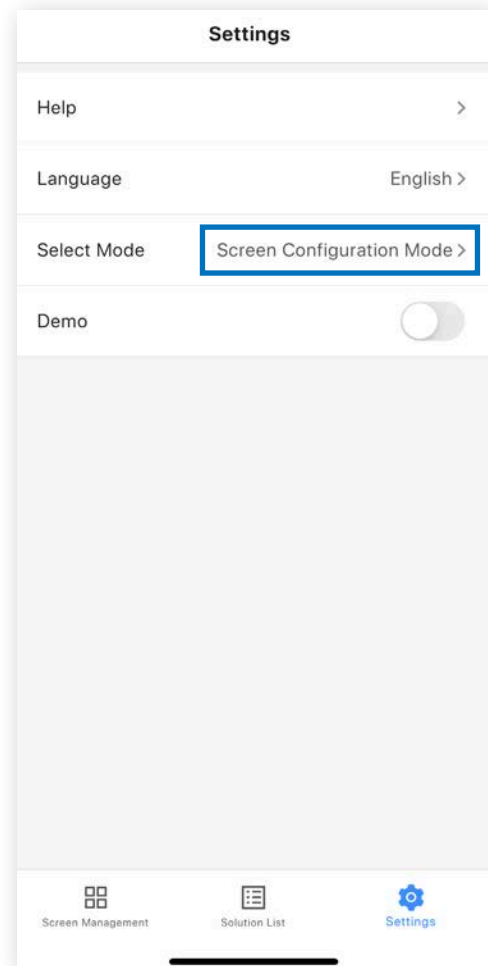 Settings
Help
Language English
Select Mode Screen Configuration Mode
Demo
Screen Management Solution List Settings